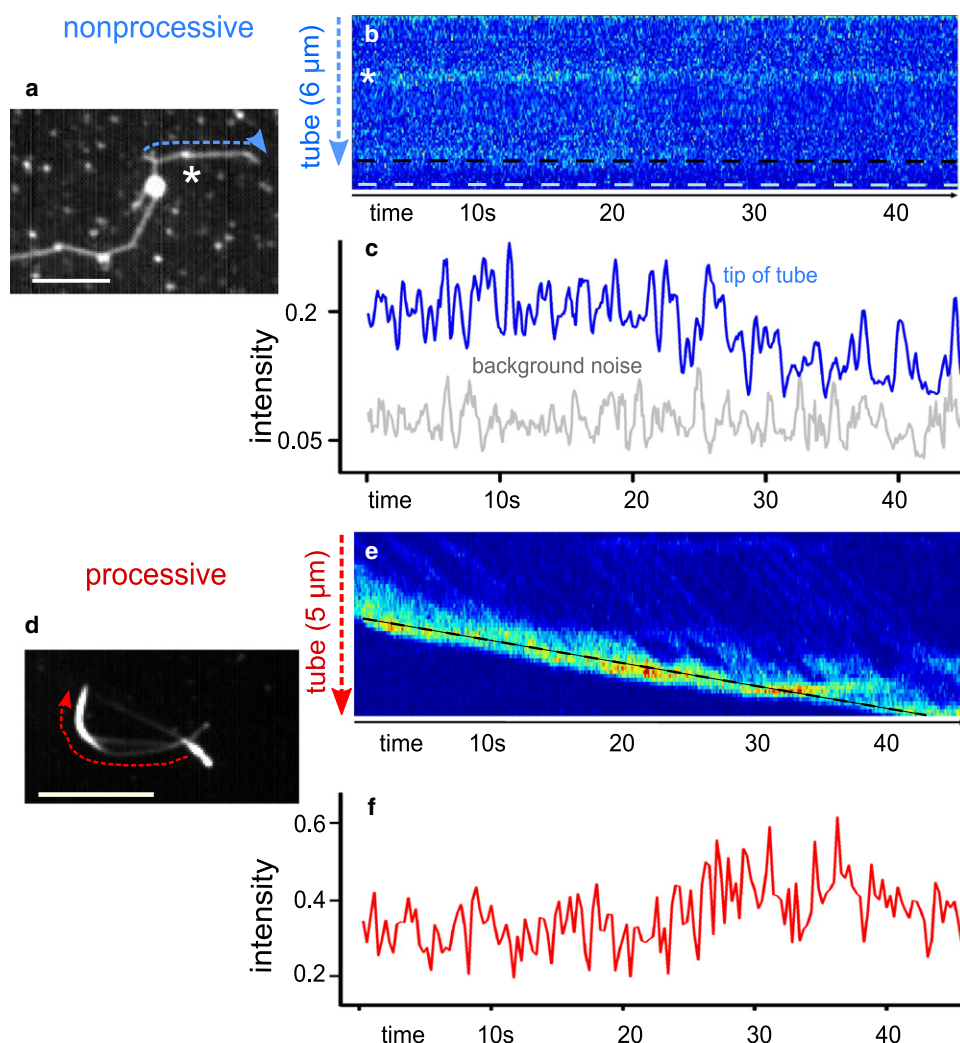 nonprocessive
a
*
tube (6 µm)
b
*
time 10s 20 30 40
c
tip of tube
background noise
intensity
0.2
0.05
time 10s 20 30 40
processive
d
tube (5 µm)
e
time 10s 20 30 40
f
intensity
0.6
0.4
0.2
time 10s 20 30 40